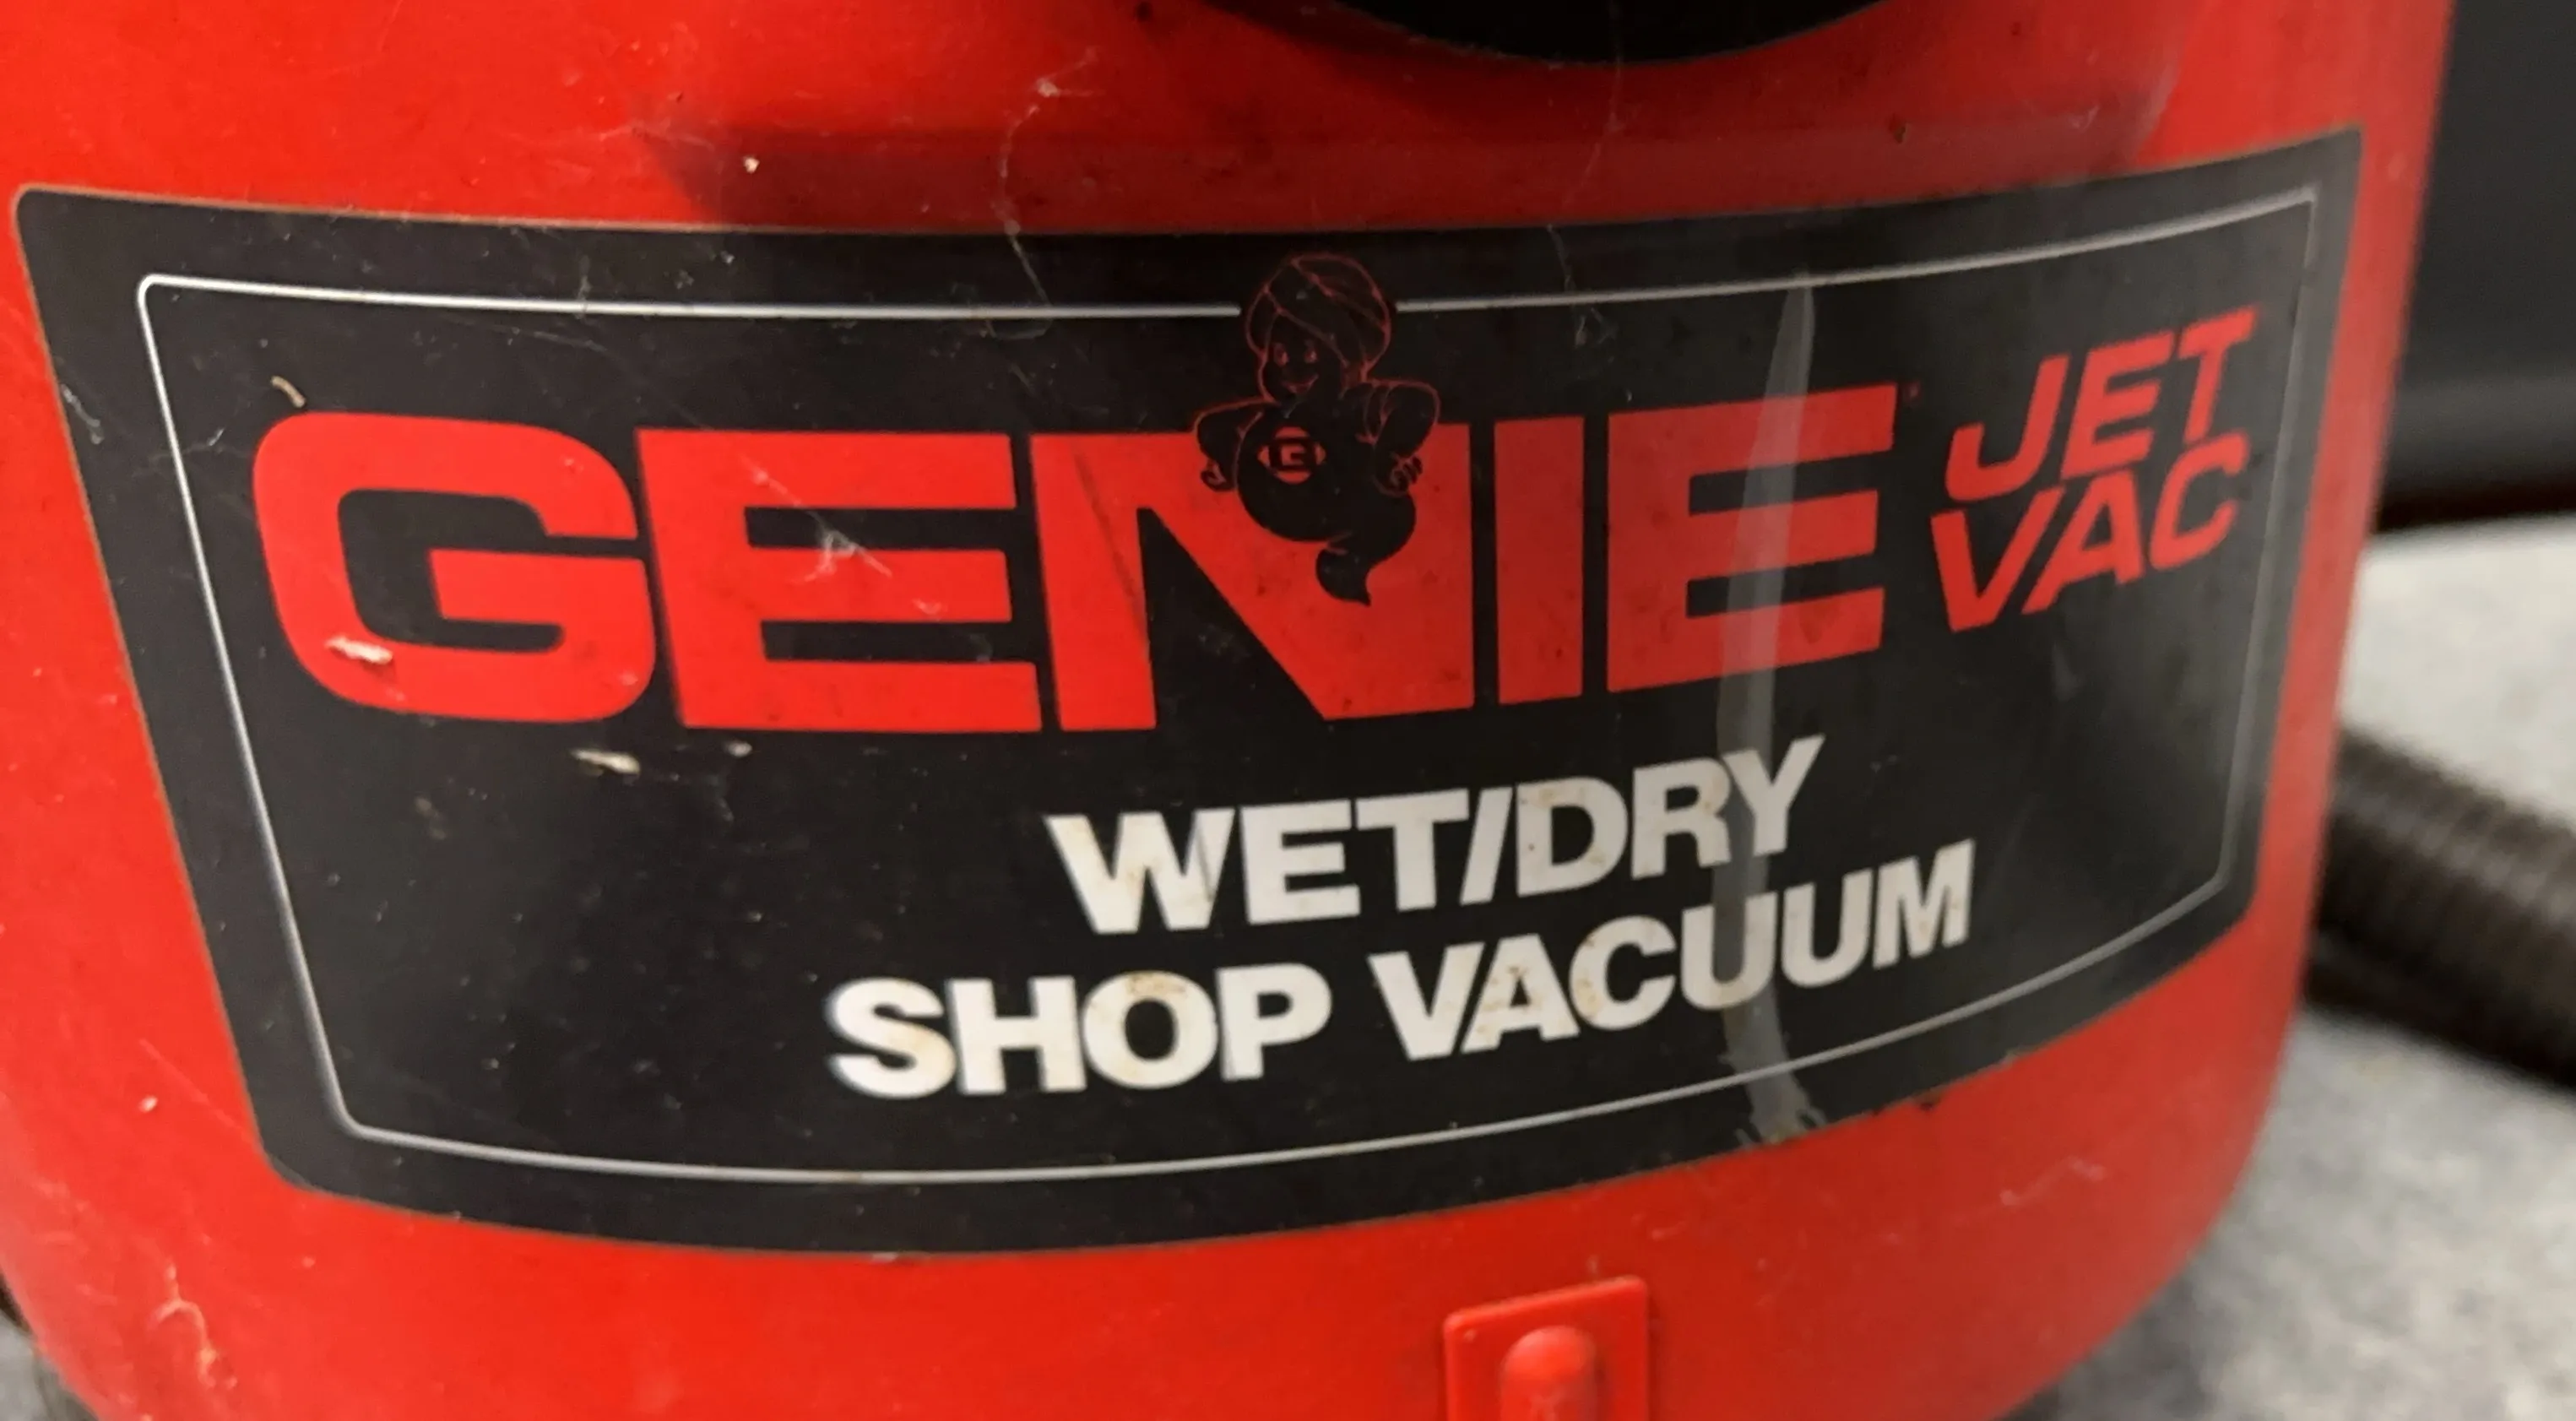 GENIE JET
VAC
G
WET/DRY
SHOP VACUUM